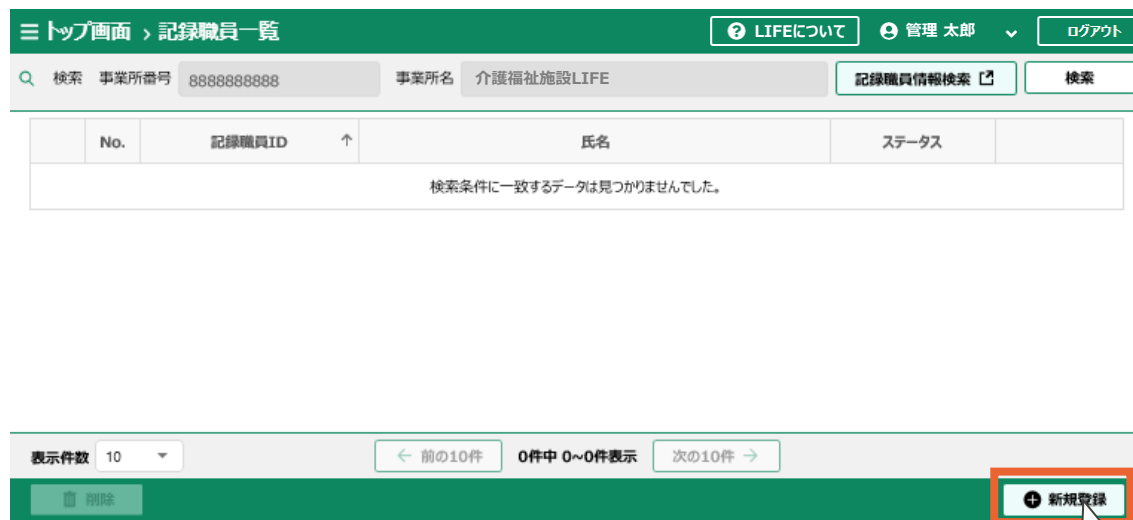 トップ画面 › 記録職員一覧 LIFEについて 管理 太郎 ログアウト
検索 事業所番号 8888888888 事業所名 介護福祉施設LIFE 記録職員情報検索 検索
No. 記録職員ID ↑ 氏名 ステータス
検索条件に一致するデータは見つかりませんでした。
表示件数 10 ← 前の10件 0件中 0~0件表示 次の10件 →
削除 新規登録